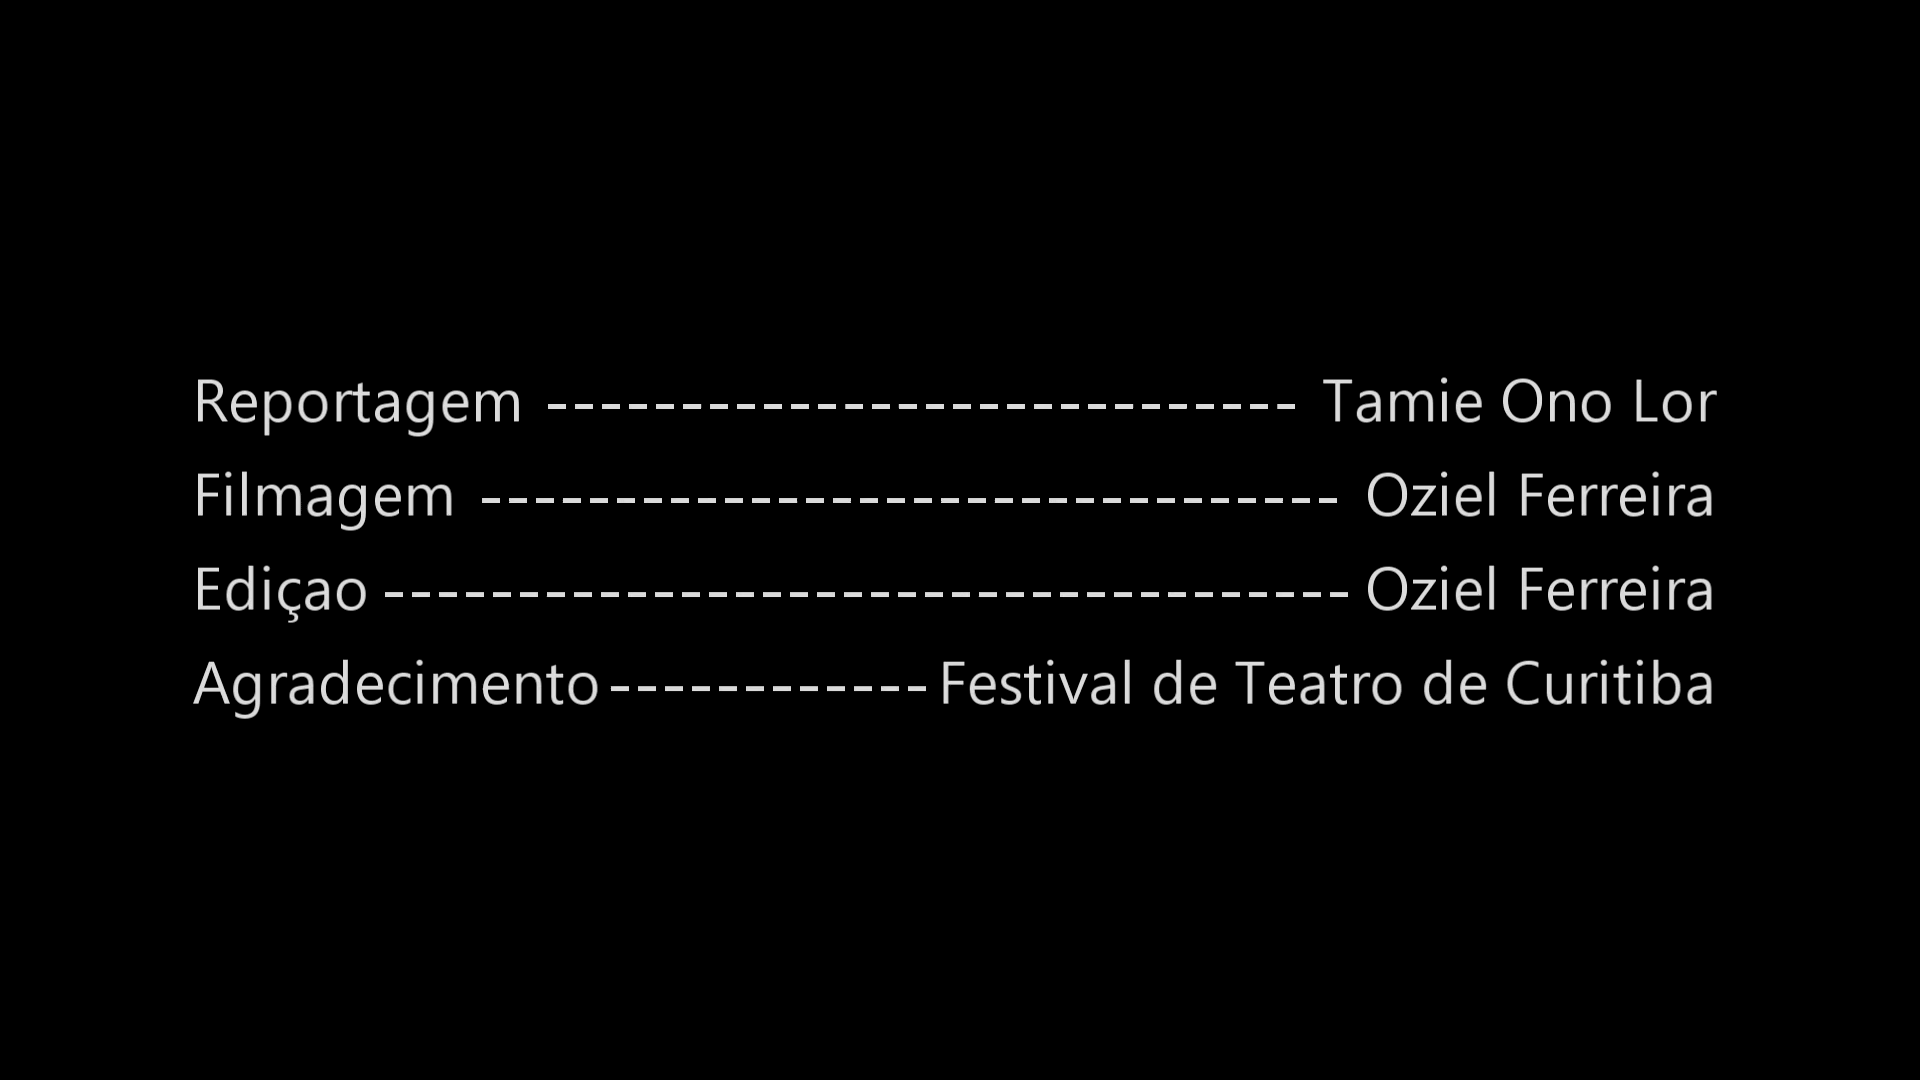 Reportagem ---------------------------- Tamie Ono Lor
Filmagem -------------------------------- Oziel Ferreira
Ediçao ------------------------------------ Oziel Ferreira
Agradecimento ------------ Festival de Teatro de Curitiba